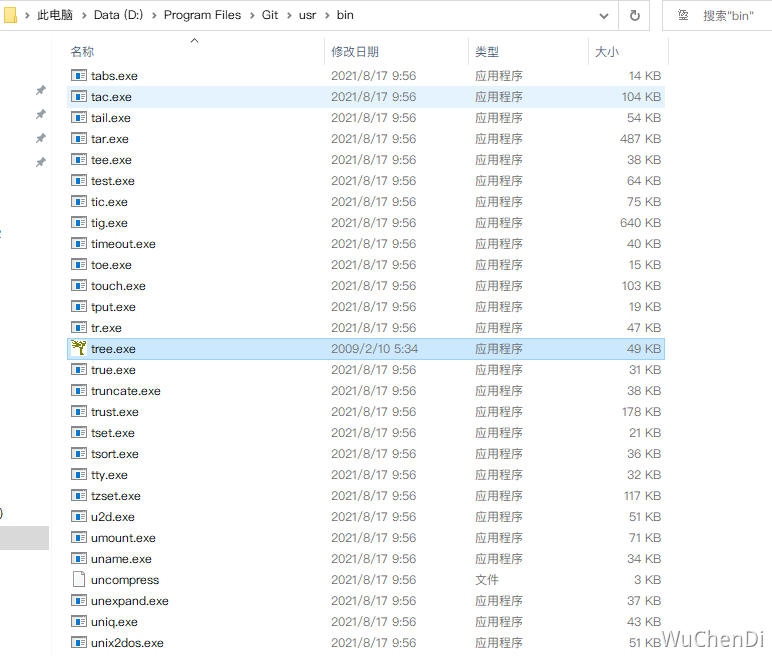 此电脑 > Data (D:) > Program Files > Git > usr > bin 搜索"bin"
名称 修改日期 类型 大小
tabs.exe 2021/8/17 9:56 应用程序 14 KB
tac.exe 2021/8/17 9:56 应用程序 104 KB
tail.exe 2021/8/17 9:56 应用程序 54 KB
tar.exe 2021/8/17 9:56 应用程序 487 KB
tee.exe 2021/8/17 9:56 应用程序 38 KB
test.exe 2021/8/17 9:56 应用程序 64 KB
tic.exe 2021/8/17 9:56 应用程序 75 KB
tig.exe 2021/8/17 9:56 应用程序 640 KB
timeout.exe 2021/8/17 9:56 应用程序 40 KB
toe.exe 2021/8/17 9:56 应用程序 15 KB
touch.exe 2021/8/17 9:56 应用程序 103 KB
tput.exe 2021/8/17 9:56 应用程序 19 KB
tr.exe 2021/8/17 9:56 应用程序 47 KB
tree.exe 2009/2/10 5:34 应用程序 49 KB
true.exe 2021/8/17 9:56 应用程序 31 KB
truncate.exe 2021/8/17 9:56 应用程序 38 KB
trust.exe 2021/8/17 9:56 应用程序 178 KB
tset.exe 2021/8/17 9:56 应用程序 21 KB
tsort.exe 2021/8/17 9:56 应用程序 36 KB
tty.exe 2021/8/17 9:56 应用程序 32 KB
tzset.exe 2021/8/17 9:56 应用程序 117 KB
u2d.exe 2021/8/17 9:56 应用程序 51 KB
umount.exe 2021/8/17 9:56 应用程序 71 KB
uname.exe 2021/8/17 9:56 应用程序 34 KB
uncompress 2021/8/17 9:56 文件 3 KB
unexpand.exe 2021/8/17 9:56 应用程序 37 KB
uniq.exe 2021/8/17 9:56 应用程序 43 KB
unix2dos.exe 2021/8/17 9:56 应用程序 51 KB
WuChenDi